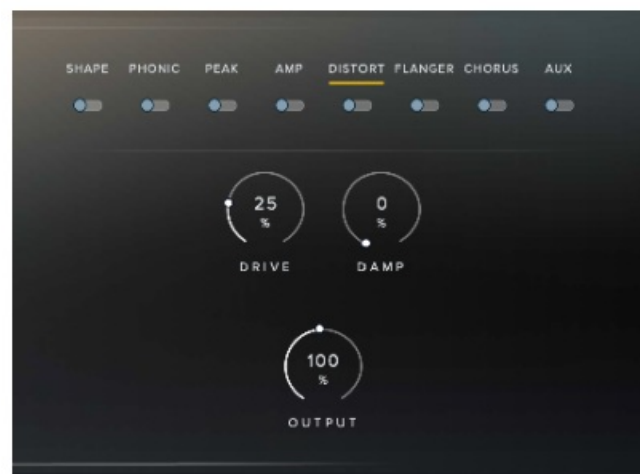 SHAPE PHONIC PEAK AMP DISTORT FLANGER CHORUS AUX
25 0
% %
DRIVE DAMP
100
%
OUTPUT